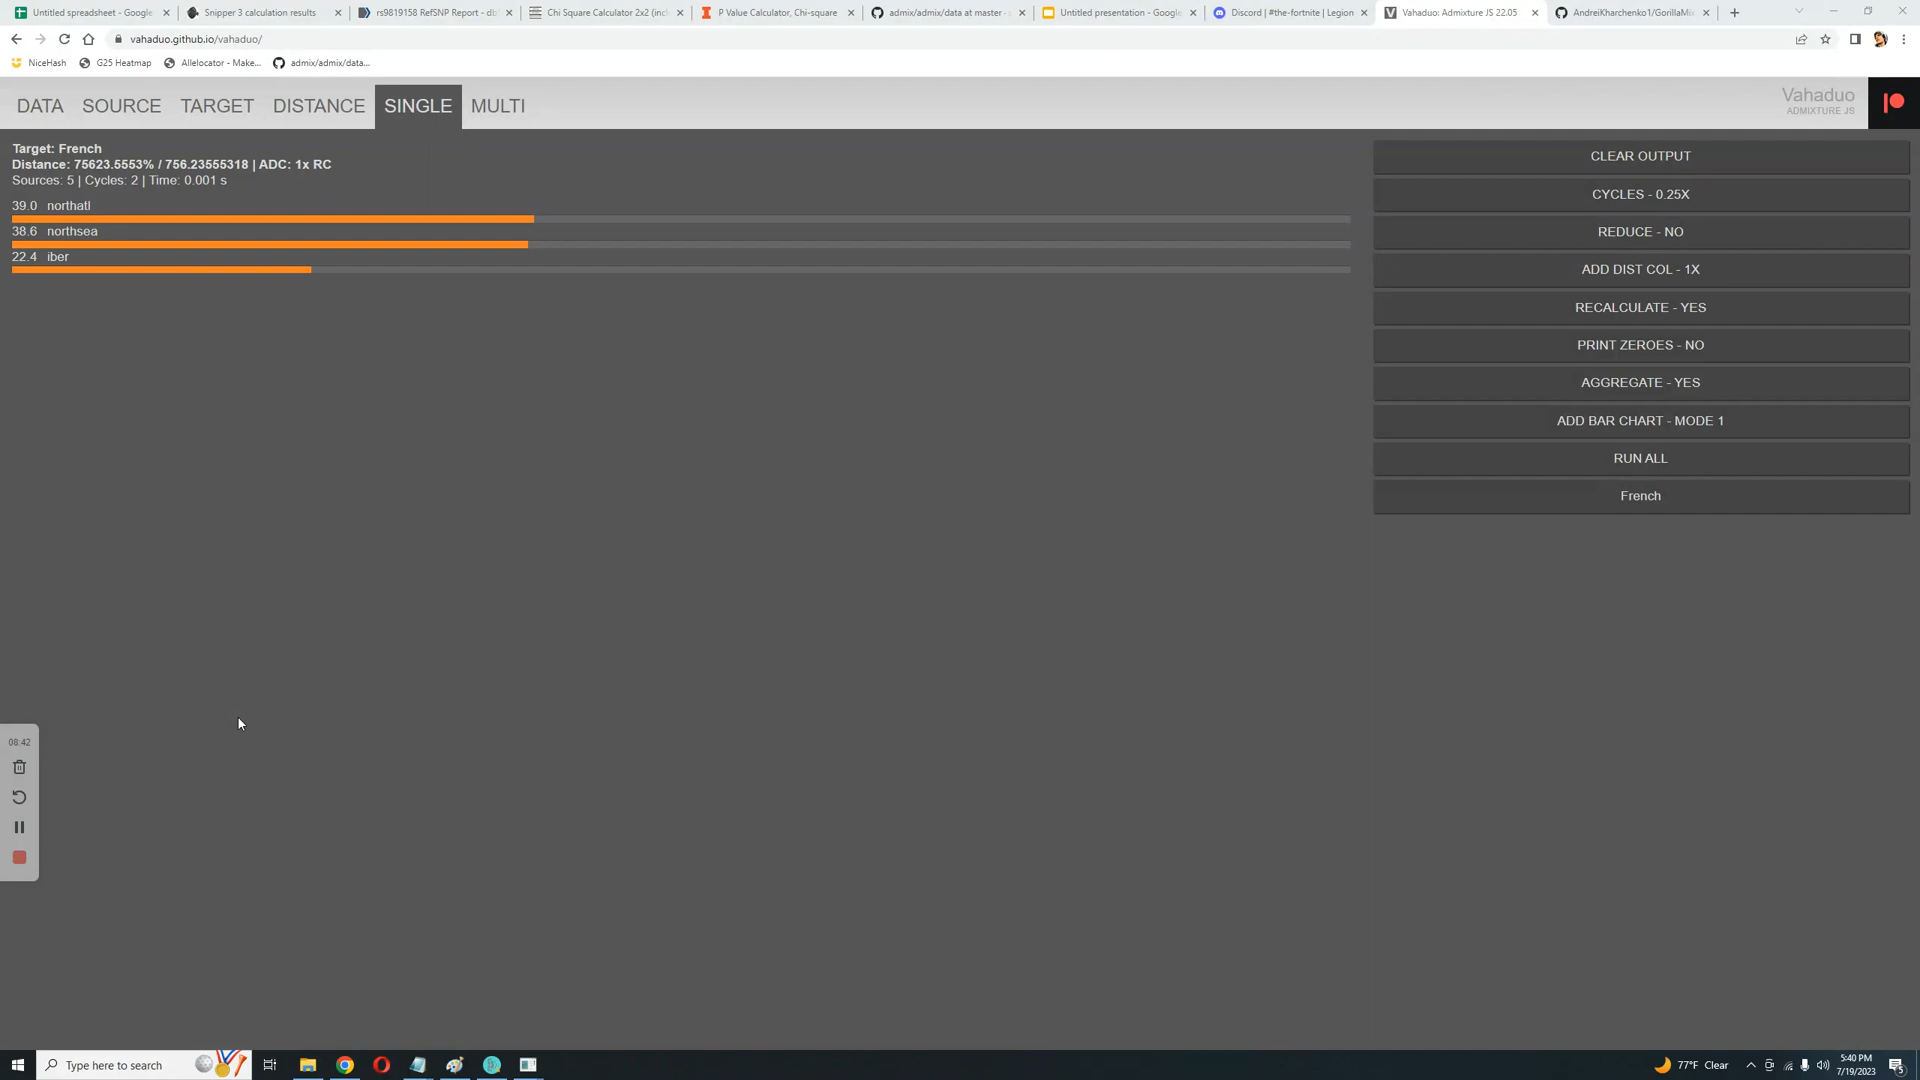 Untitled spreadsheet - Google
Snipper 3 calculation results
rs9819158 RefSNP Report - db
Chi Square Calculator 2x2 (inc
P Value Calculator, Chi-square
admix/admix/data at master · s
Untitled presentation - Google
Discord | #the-fortnite | Legion
Vahaduo: Admixture JS 22.05
AndreiKharchenko1/GorillaMi
vahaduo.github.io/vahaduo/
NiceHash
G25 Heatmap
Allelocator - Make...
admix/admix/data...
DATA SOURCE TARGET DISTANCE SINGLE MULTI
Vahaduo
ADMIXTURE JS
Target: French
Distance: 75623.5553% / 756.23555318 | ADC: 1x RC
Sources: 5 | Cycles: 2 | Time: 0.001 s
39.0 northatl
38.6 northsea
22.4 iber
CLEAR OUTPUT
CYCLES - 0.25X
REDUCE - NO
ADD DIST COL - 1X
RECALCULATE - YES
PRINT ZEROES - NO
AGGREGATE - YES
ADD BAR CHART - MODE 1
RUN ALL
French
08:42
Type here to search
77°F Clear
5:40 PM
7/19/2023
5